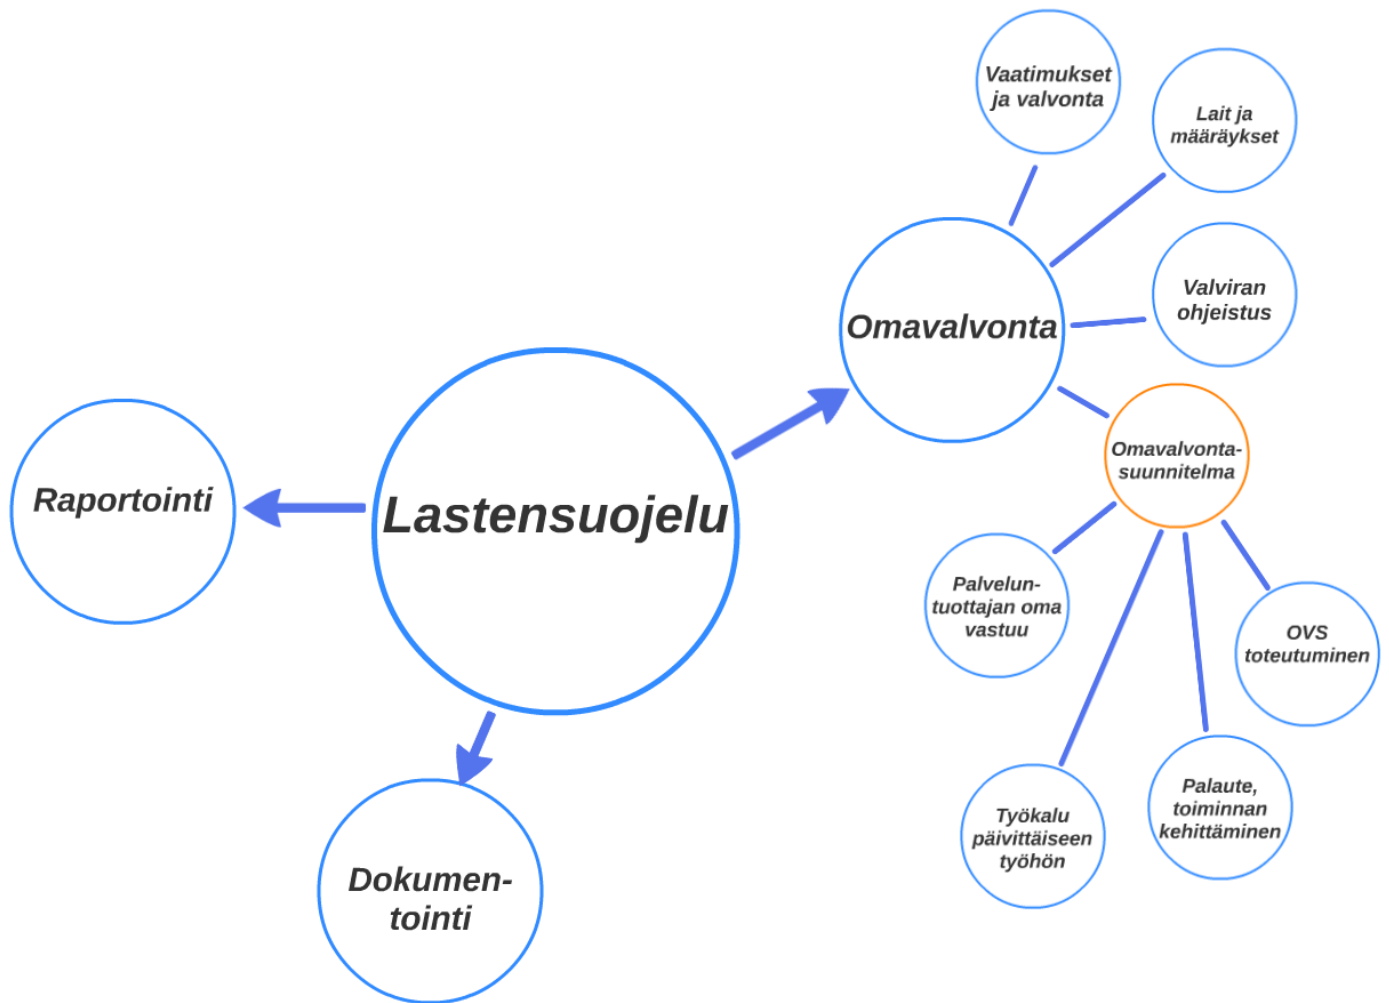 Vaatimukset
ja valvonta
Lait ja
määräykset
Valviran
ohjeistus
Omavalvonta
Omavalvonta-
suunnitelma
Raportointi
Lastensuojelu
Palvelun-
tuottajan oma
vastuu
OVS
toteutuminen
Työkalu
päivittäiseen
työhön
Palaute,
toiminnan
kehittäminen
Dokumen-
tointi